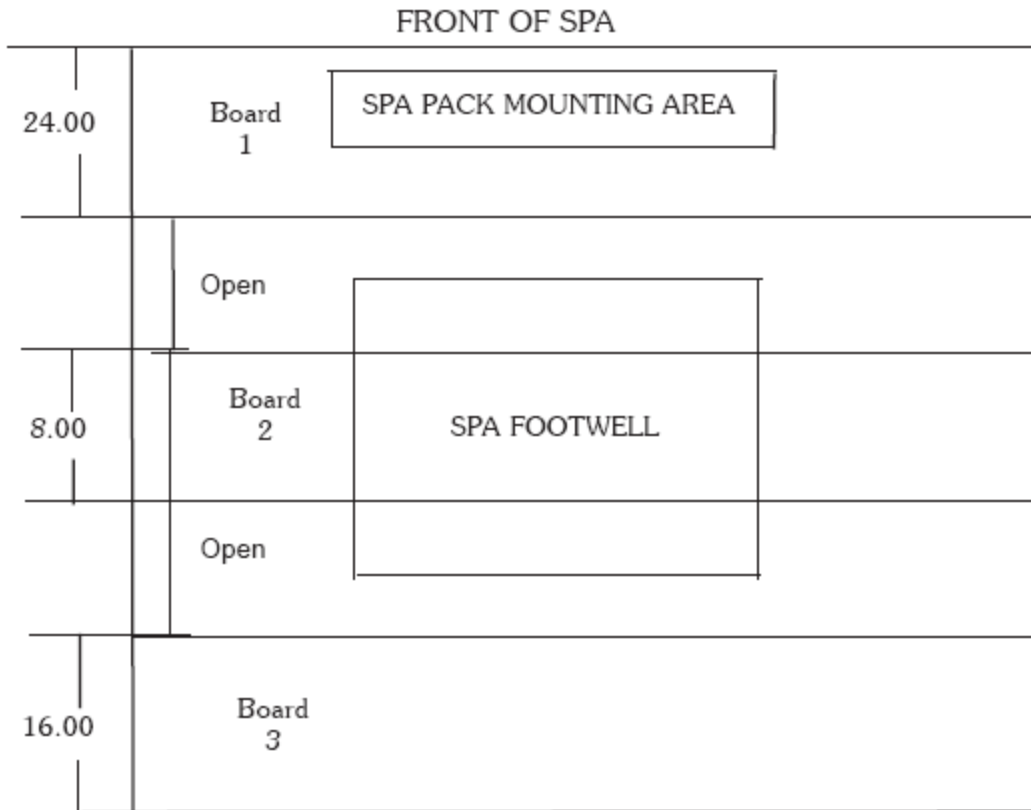 FRONT OF SPA
24.00
Board
1
SPA PACK MOUNTING AREA
Open
8.00
Board
2
SPA FOOTWELL
Open
16.00
Board
3